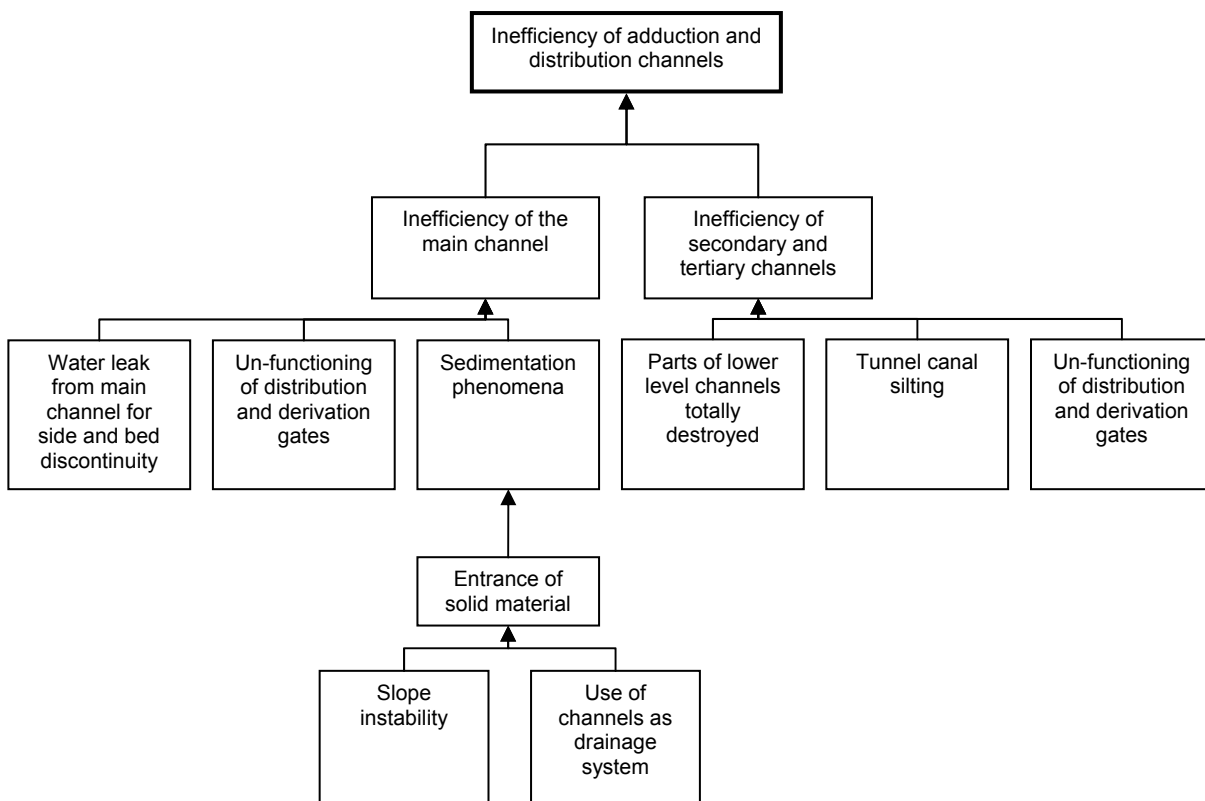 Inefficiency of adduction and
distribution channels
Inefficiency of the
main channel
Inefficiency of
secondary and
tertiary channels
Water leak
from main
channel for
side and bed
discontinuity
Un-functioning
of distribution
and derivation
gates
Sedimentation
phenomena
Parts of lower
level channels
totally
destroyed
Tunnel canal
silting
Un-functioning
of distribution
and derivation
gates
Entrance of
solid material
Slope
instability
Use of
channels as
drainage
system